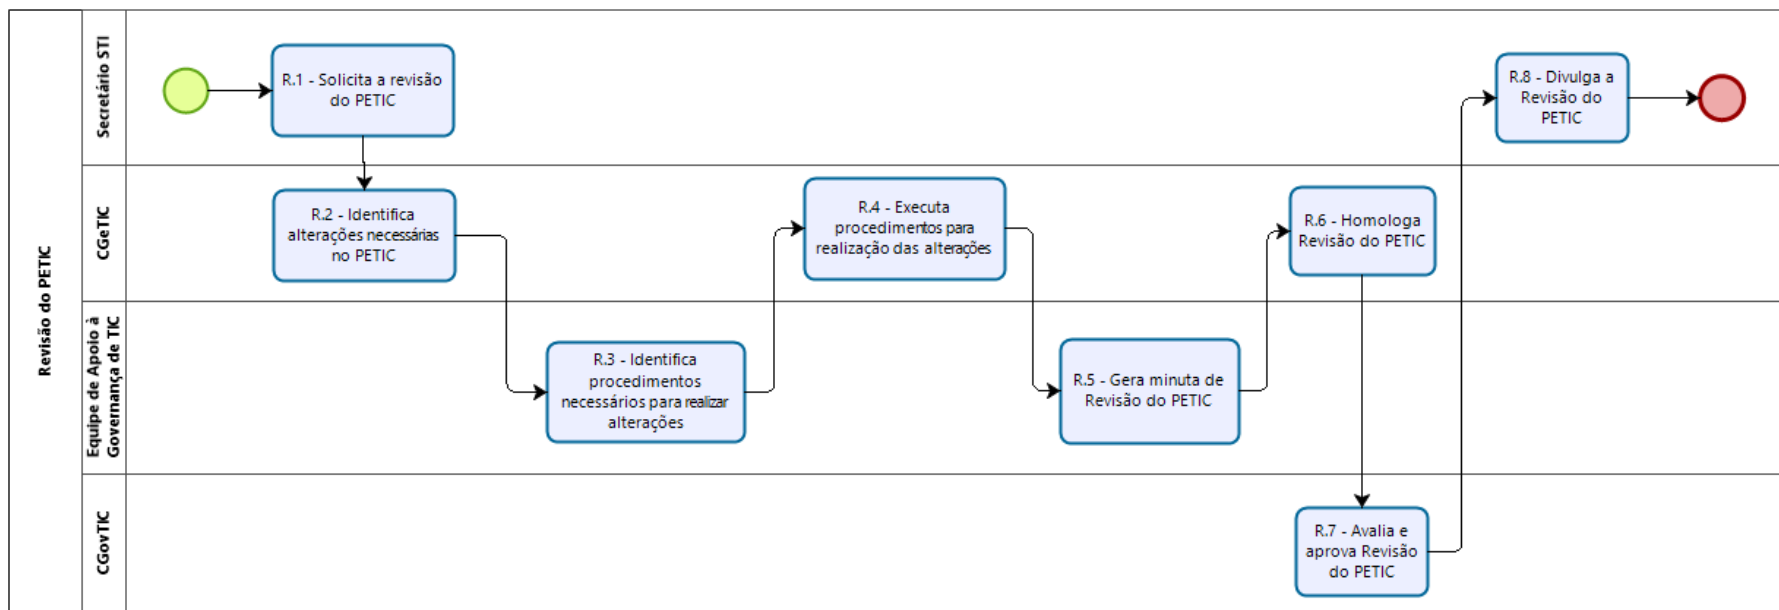 Revisão do PETIC
Secretário STI
R.1 - Solicita a revisão
do PETIC
R.8 - Divulga a
Revisão do
PETIC
CGeTIC
R.2 - Identifica
alterações necessárias
no PETIC
R.4 - Executa
procedimentos para
realização das alterações
R.6 - Homologa
Revisão do PETIC
Equipe de Apoio à
Governança de TIC
R.3 - Identifica
procedimentos
necessários para realizar
alterações
R.5 - Gera minuta de
Revisão do PETIC
CGovTIC
R.7 - Avalia e
aprova Revisão
do PETIC